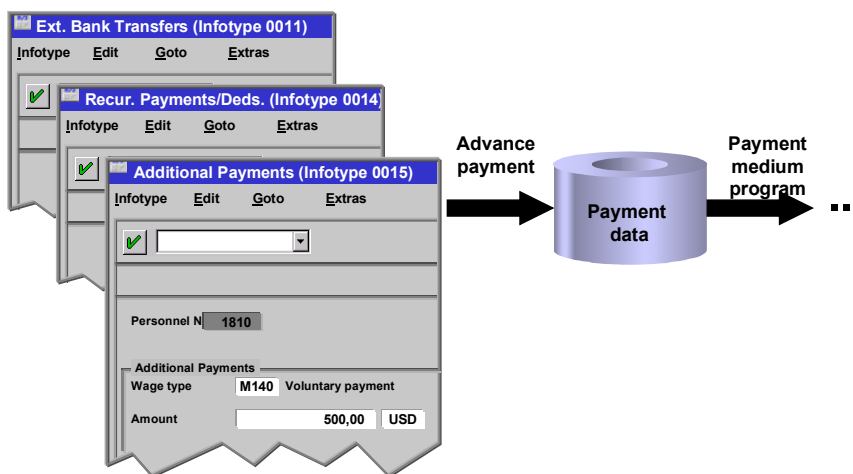 Ext. Bank Transfers (Infotype 0011)
Infotype Edit Goto Extras
Recur. Payments/Deds. (Infotype 0014)
Infotype Edit Goto Extras
Additional Payments (Infotype 0015)
Infotype Edit Goto Extras
Personnel N 1810
Additional Payments
Wage type M140 Voluntary payment
Amount 500,00 USD
Advance
payment
Payment
data
Payment
medium
program
..